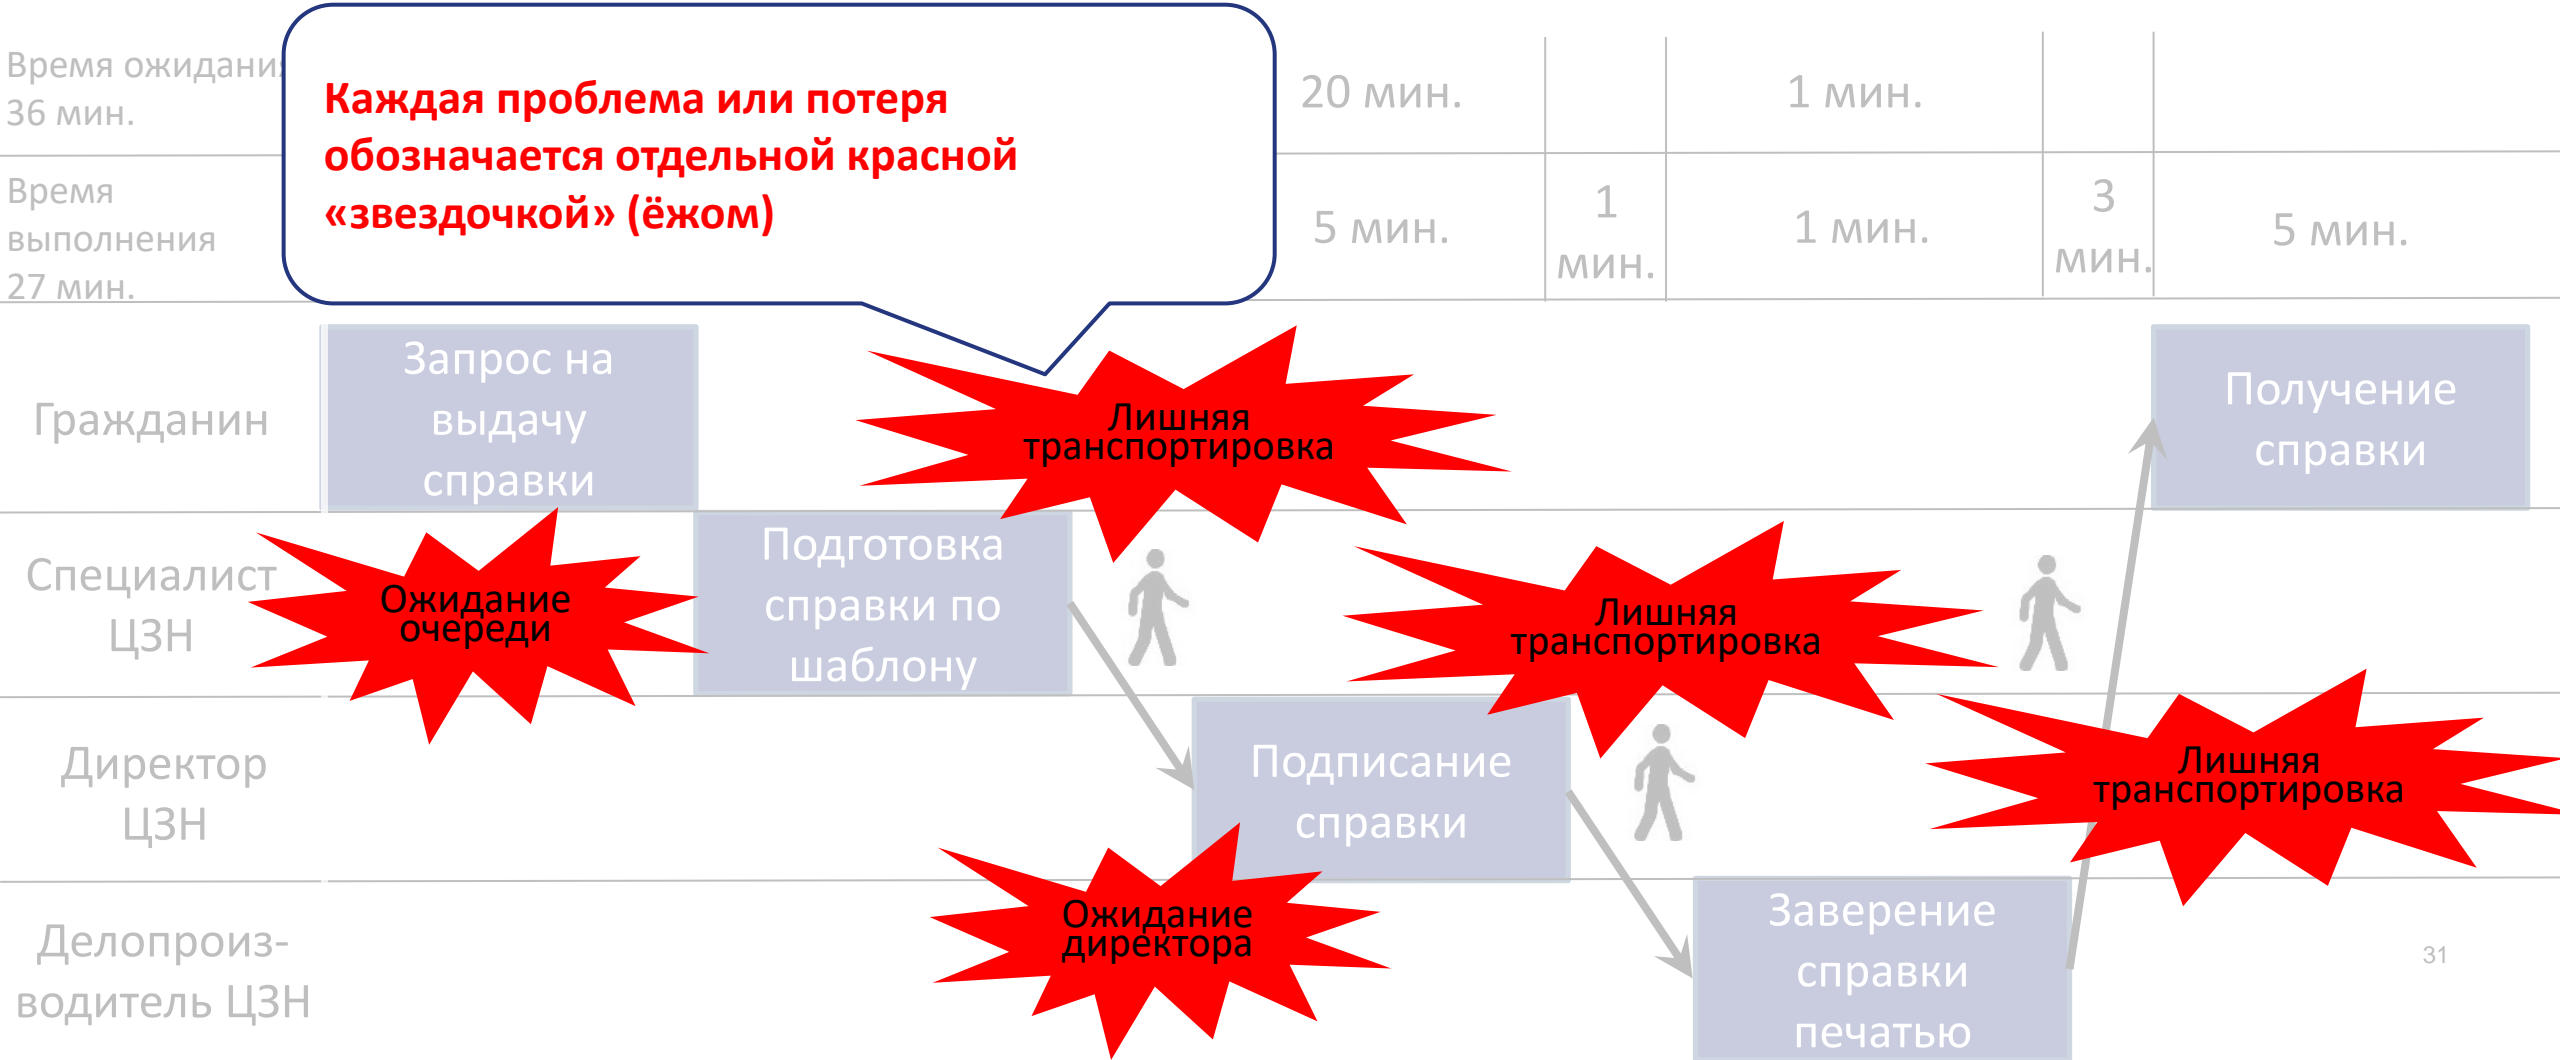 Время ожидания
36 мин.
Каждая проблема или потеря
обозначается отдельной красной
«звездочкой» (ёжом)
20 мин.
1 мин.
Время
выполнения
27 мин.
5 мин.
1
мин.
1 мин.
3
мин.
5 мин.
Гражданин
Запрос на
выдачу
справки
Лишняя
транспортировка
Получение
справки
Специалист
ЦЗН
Ожидание
очереди
Подготовка
справки по
шаблону
Лишняя
транспортировка
Директор
ЦЗН
Подписание
справки
Лишняя
транспортировка
Делопроиз-
водитель ЦЗН
Ожидание
директора
Заверение
справки
печатью
31